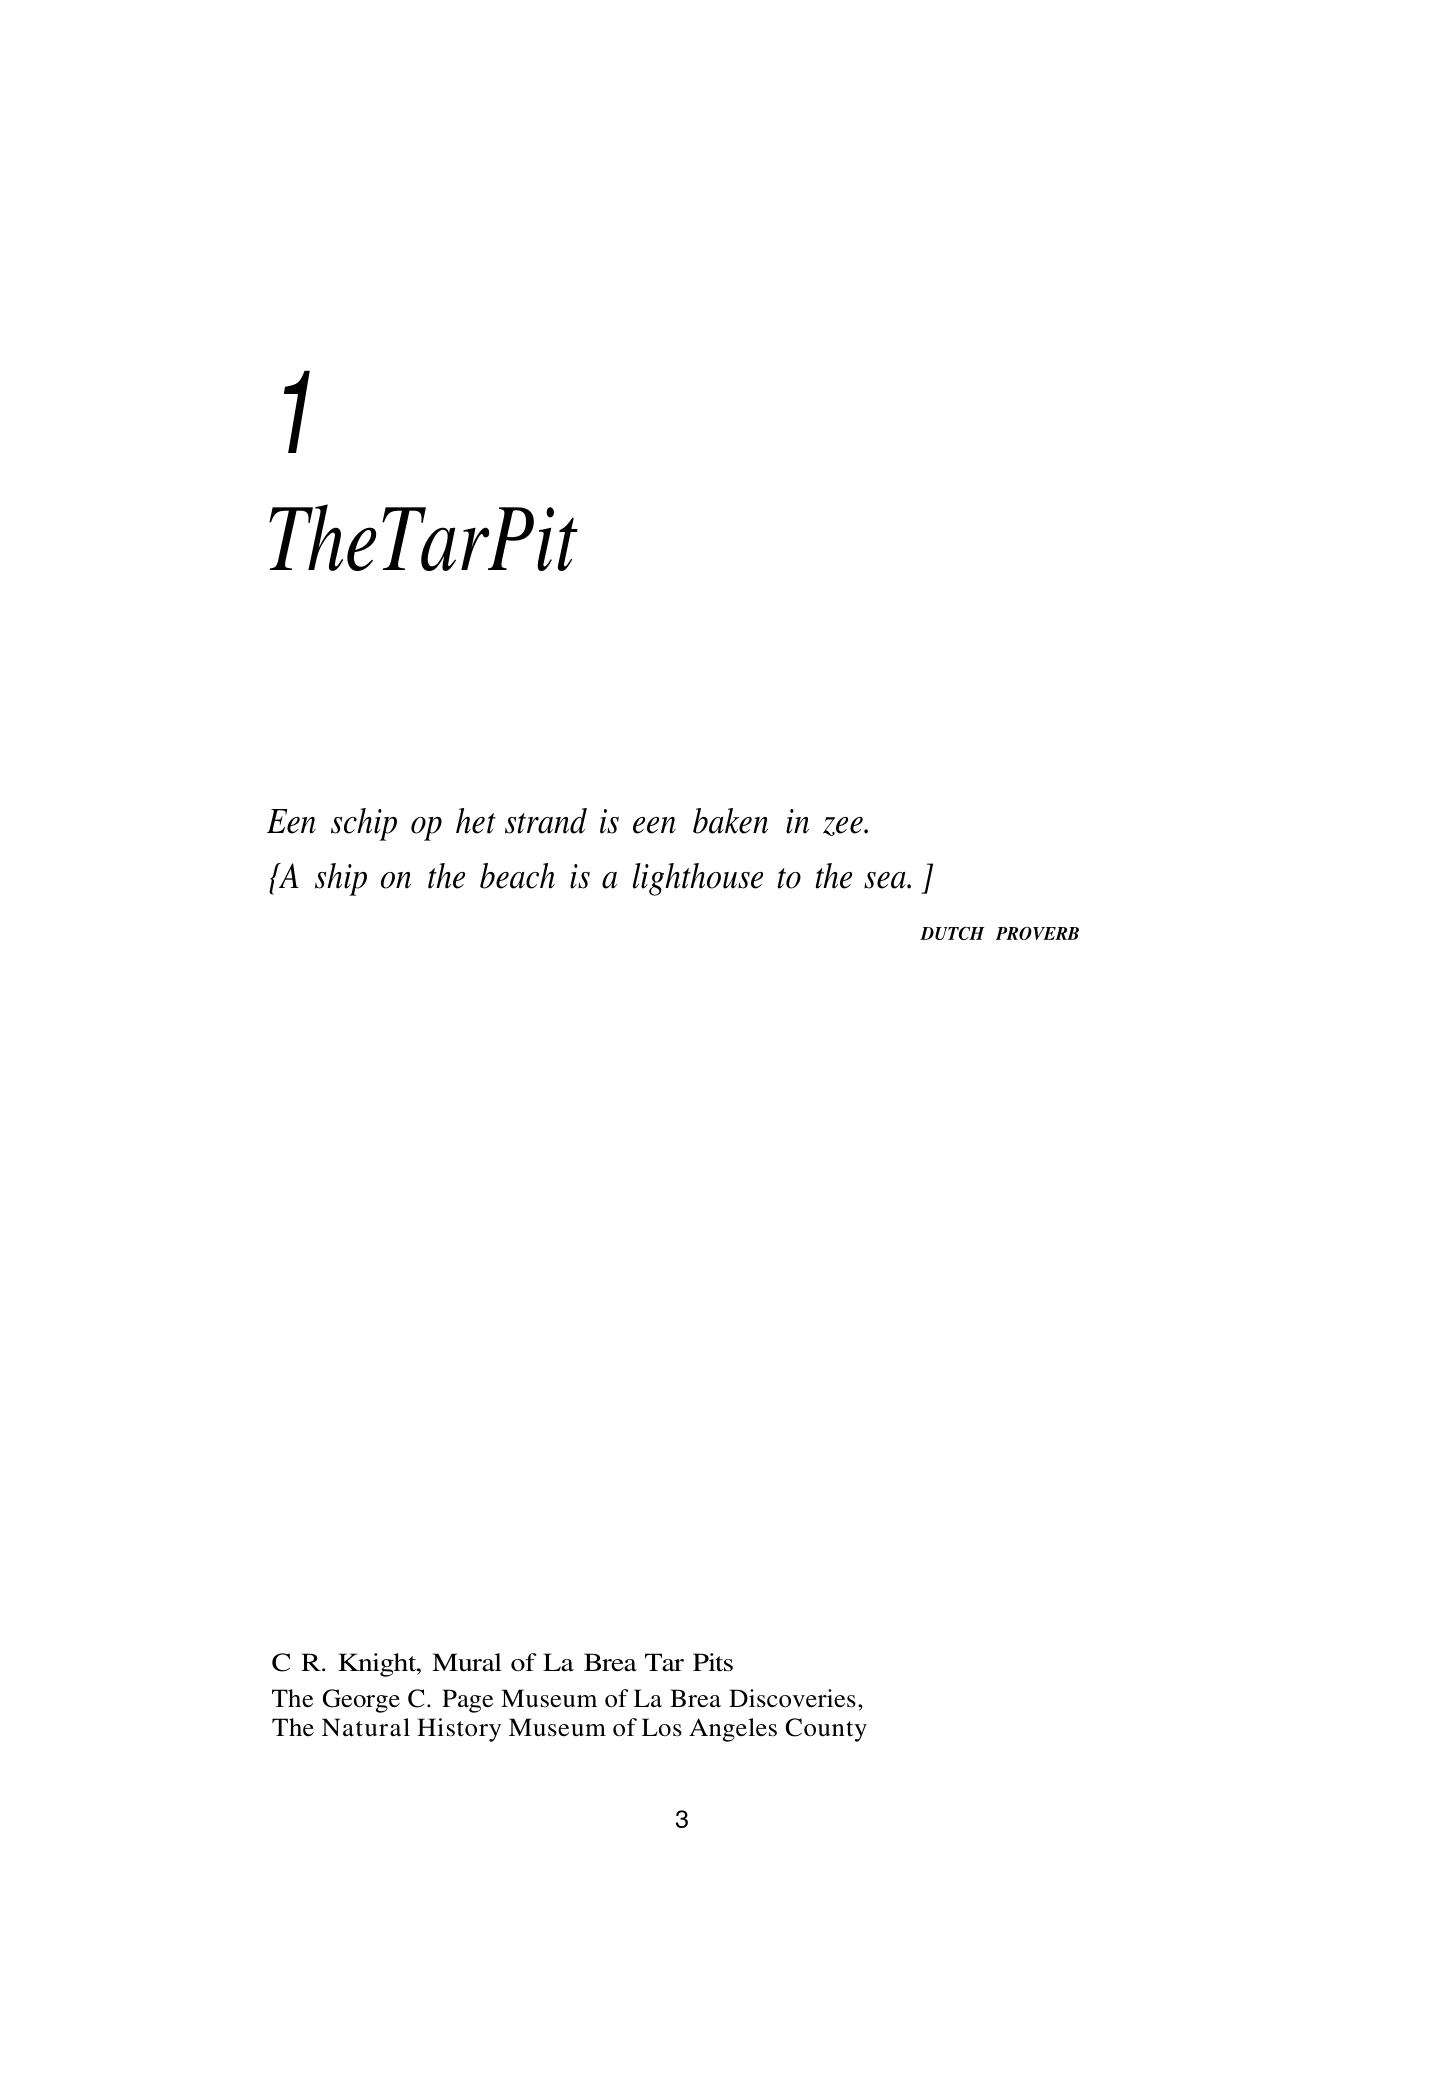 1
TheTarPit
Een schip op het strand is een baken in zee.
{A ship on the beach is a lighthouse to the sea. ]
DUTCH PROVERB
C R. Knight, Mural of La Brea Tar Pits
The George C. Page Museum of La Brea Discoveries,
The Natural History Museum of Los Angeles County
3